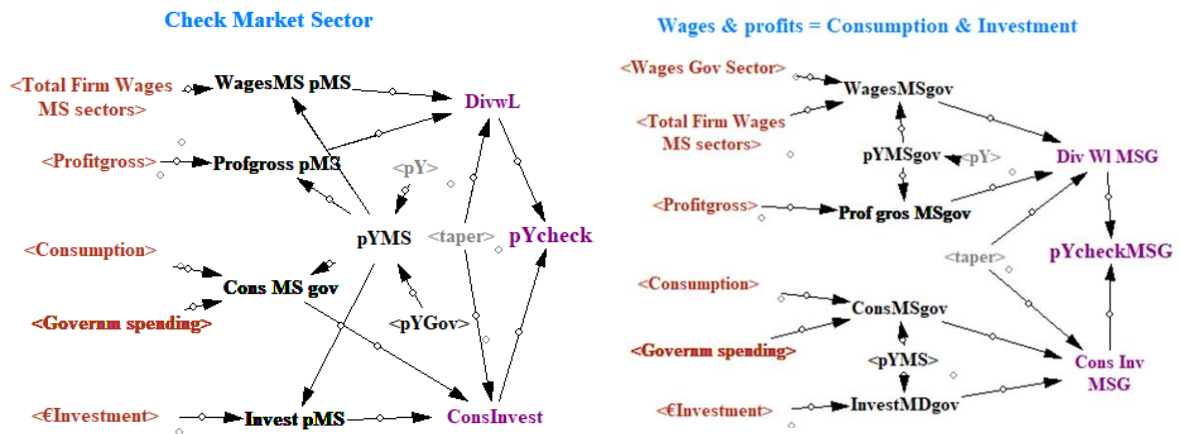 Check Market Sector
<Total Firm Wages
MS sectors>
WagesMS pMS
DivwL
<Profitgross>
Profgross pMS
<pY>
pYMS
<taper>
pYcheck
<Consumption>
Cons MS gov
<Governm spending>
<pYGov>
<€Investment>
Invest pMS
ConsInvest
Wages & profits = Consumption & Investment
<Wages Gov Sector>
WagesMSgov
<Total Firm Wages
MS sectors>
pYMSgov
<pY>
Div Wl MSG
<Profitgross>
Prof gros MSgov
<taper>
pYcheckMSG
<Consumption>
ConsMSgov
<Governm spending>
<pYMS>
Cons Inv
MSG
<€Investment>
InvestMDgov